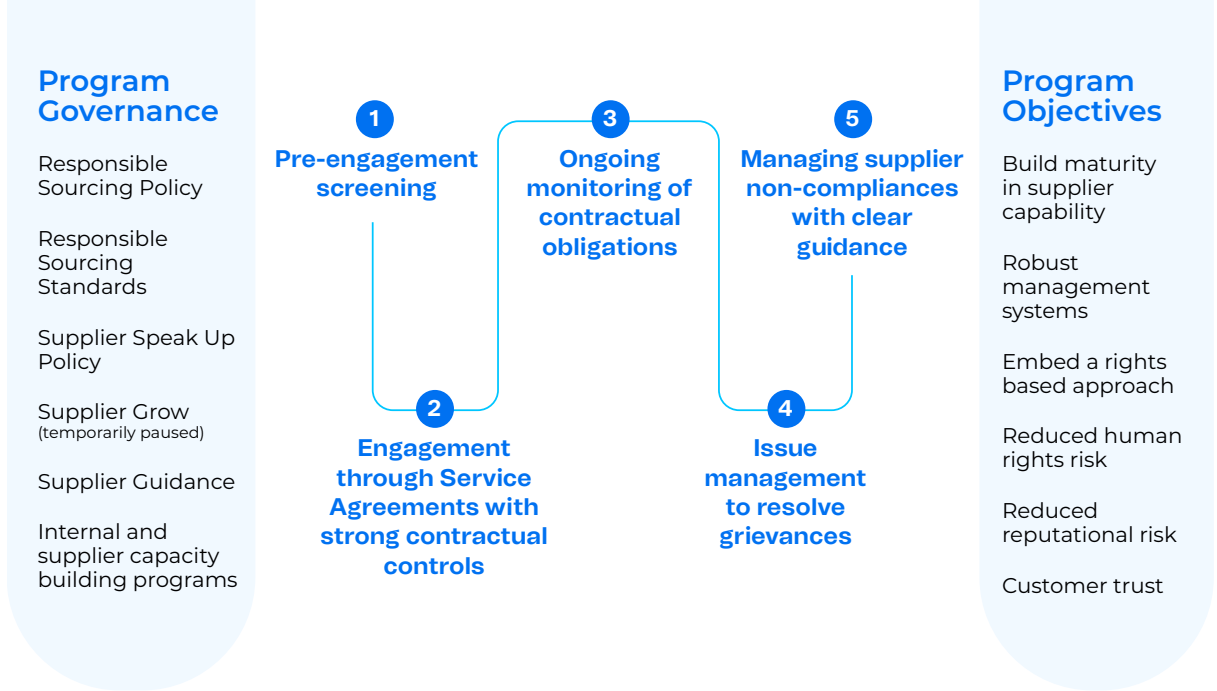 Program
Governance
Responsible
Sourcing Policy
Responsible
Sourcing
Standards
Supplier Speak Up
Policy
Supplier Grow
(temporarily paused)
Supplier Guidance
Internal and
supplier capacity
building programs
1
Pre-engagement
screening
2
Engagement
through Service
Agreements with
strong contractual
controls
3
Ongoing
monitoring of
contractual
obligations
4
Issue
management
to resolve
grievances
5
Managing supplier
non-compliances
with clear
guidance
Program
Objectives
Build maturity
in supplier
capability
Robust
management
systems
Embed a rights
based approach
Reduced human
rights risk
Reduced
reputational risk
Customer trust